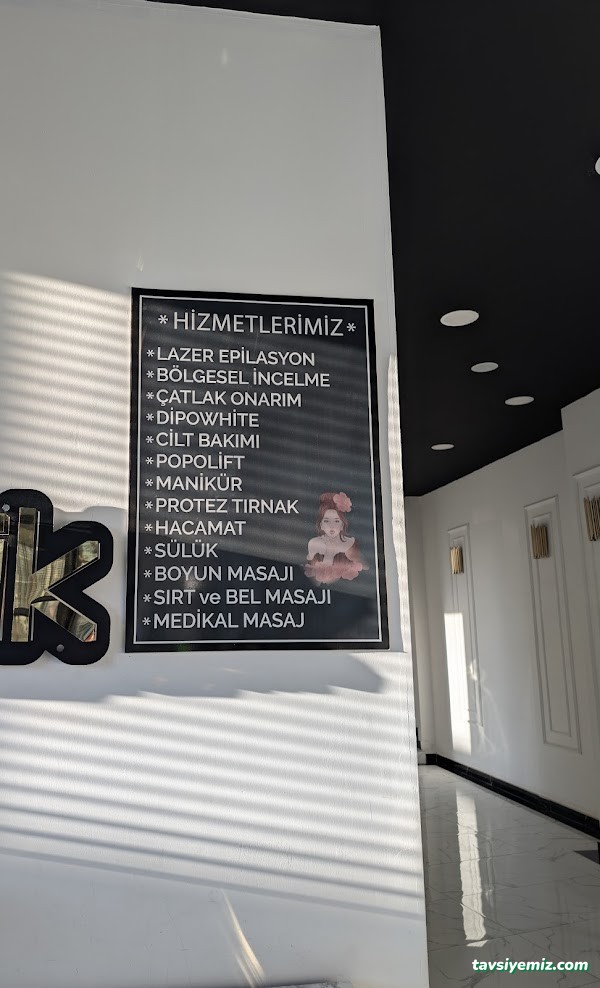 *HİZMETLERİMİZ*
*LAZER EPİLASYON
*BÖLGESEL İNCELME
*ÇATLAK ONARIM
*DİPOWHİTE
*CİLT BAKIMI
*POPOLİFT
*MANİKÜR
*PROTEZ TIRNAK
*HACAMAT
*SÜLÜK
*BOYUN MASAJI
*SIRT ve BEL MASAJI
*MEDİKAL MASAJ
ik
tavsiyemiz.com